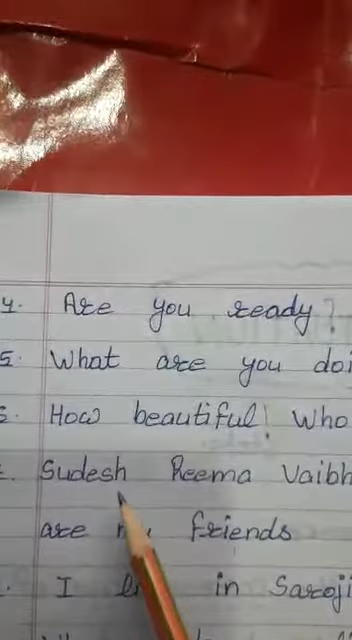 4. Are you ready?
5. What are you doi
6. How beautiful! Who
Sudesh Reema Vaibh
are my friends
I in Saroji